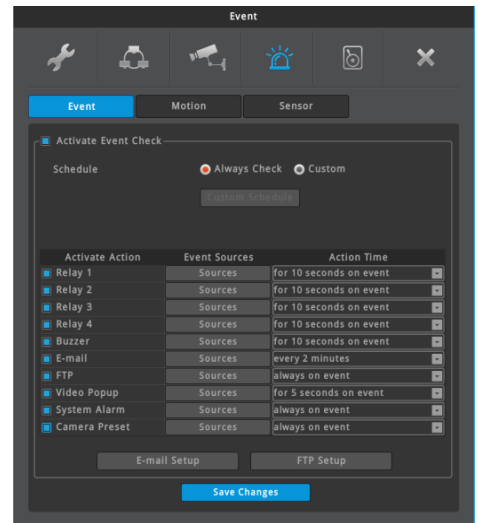 Event
Event Motion Sensor
Activate Event Check
Schedule Always Check Custom
Custom Schedule
Activate Action Event Sources Action Time
Relay 1 Sources for 10 seconds on event
Relay 2 Sources for 10 seconds on event
Relay 3 Sources for 10 seconds on event
Relay 4 Sources for 10 seconds on event
Buzzer Sources for 10 seconds on event
E-mail Sources every 2 minutes
FTP Sources always on event
Video Popup Sources for 5 seconds on event
System Alarm Sources always on event
Camera Preset Sources always on event
E-mail Setup FTP Setup
Save Changes